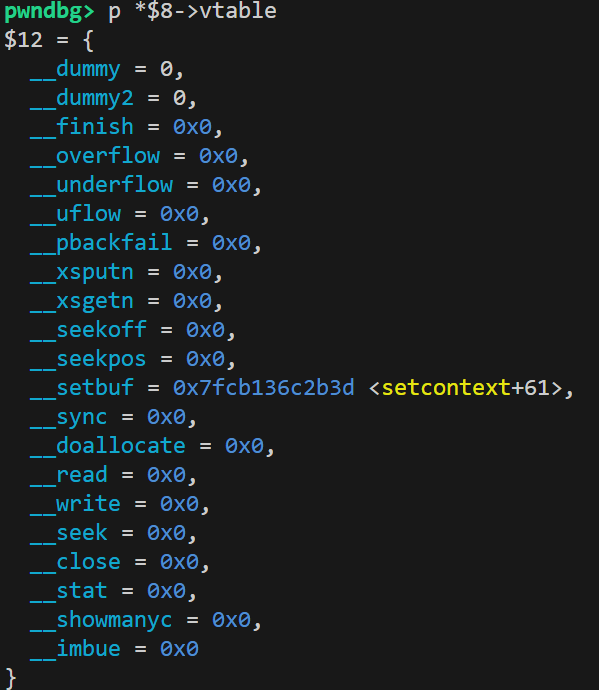 pwndbg> p *$8->vtable
$12 = {
  __dummy = 0,
  __dummy2 = 0,
  __finish = 0x0,
  __overflow = 0x0,
  __underflow = 0x0,
  __uflow = 0x0,
  __pbackfail = 0x0,
  __xsputn = 0x0,
  __xsgetn = 0x0,
  __seekoff = 0x0,
  __seekpos = 0x0,
  __setbuf = 0x7fcb136c2b3d <setcontext+61>,
  __sync = 0x0,
  __doallocate = 0x0,
  __read = 0x0,
  __write = 0x0,
  __seek = 0x0,
  __close = 0x0,
  __stat = 0x0,
  __showmanyc = 0x0,
  __imbue = 0x0
}